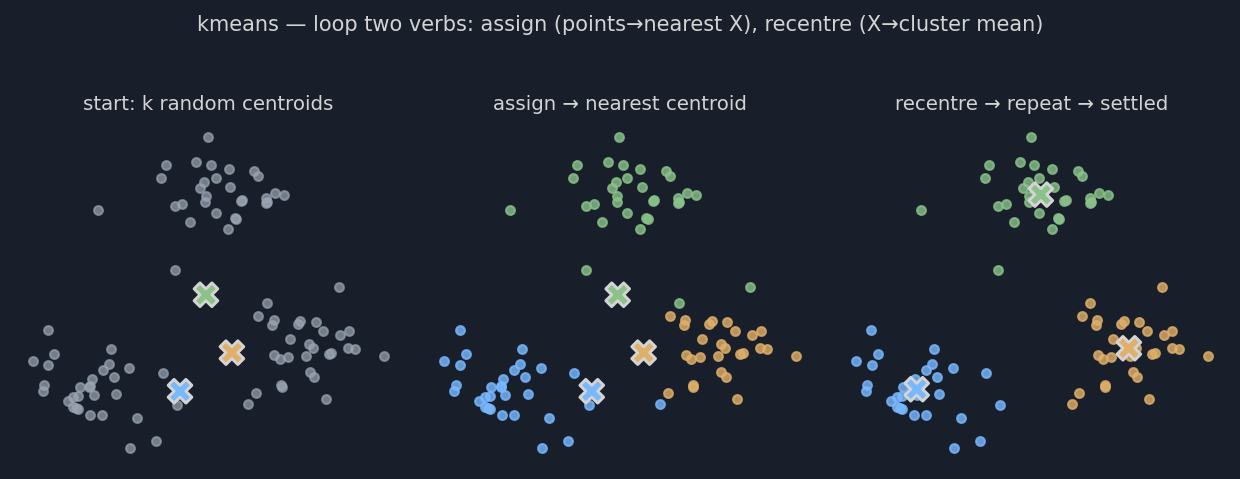 kmeans — loop two verbs: assign (points→nearest X), recentre (X→cluster mean)
start: k random centroids
assign → nearest centroid
recentre → repeat → settled